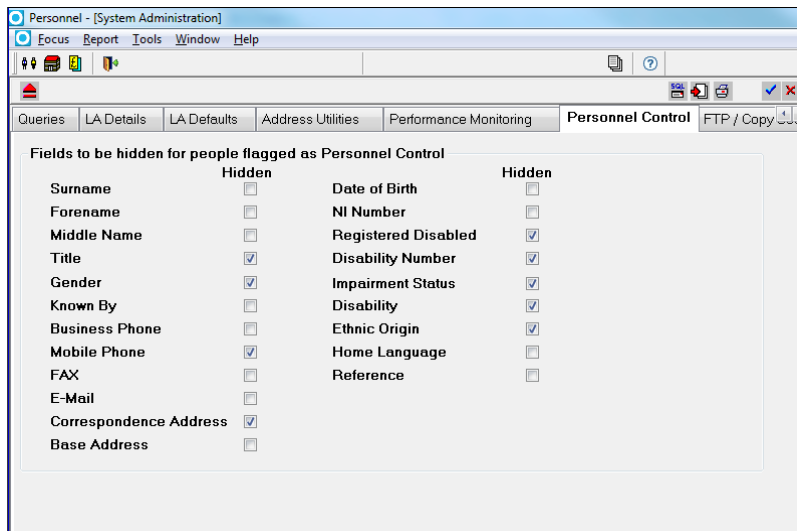 Personnel - [System Administration]
Focus Report Tools Window Help
SQL
Queries LA Details LA Defaults Address Utilities Performance Monitoring Personnel Control FTP / Copy
Fields to be hidden for people flagged as Personnel Control
Hidden Hidden
Surname Date of Birth
Forename NI Number
Middle Name Registered Disabled
Title Disability Number
Gender Impairment Status
Known By Disability
Business Phone Ethnic Origin
Mobile Phone Home Language
FAX Reference
E-Mail
Correspondence Address
Base Address